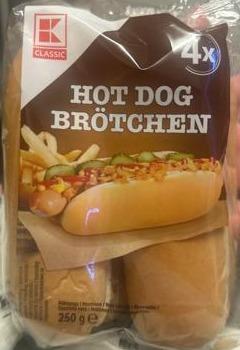 K
CLASSIC
4x
HOT DOG
BRÖTCHEN
250 g e